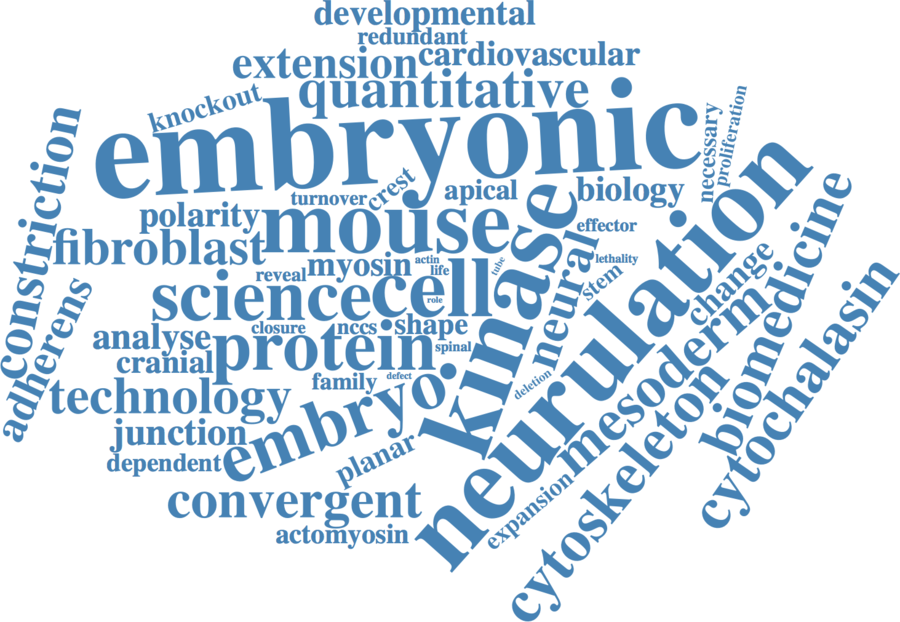 developmental
redundant
extension
cardiovascular
quantitative
knockout
embryonic
necessary
proliferation
constriction
turnover
crest
apical
biology
polarity
mouse
effector
fibroblast
kinase
neurulation
myosin
actin
life
tube
reveal
neural
lethality
stem
change
biomedicine
science
cell
role
adherens
analyse
closure
nccs
shape
protein
spinal
cranial
mesoderm
cytochalasin
technology
family
defect
deletion
embryo
junction
dependent
planar
cytoskeleton
convergent
expansion
actomyosin